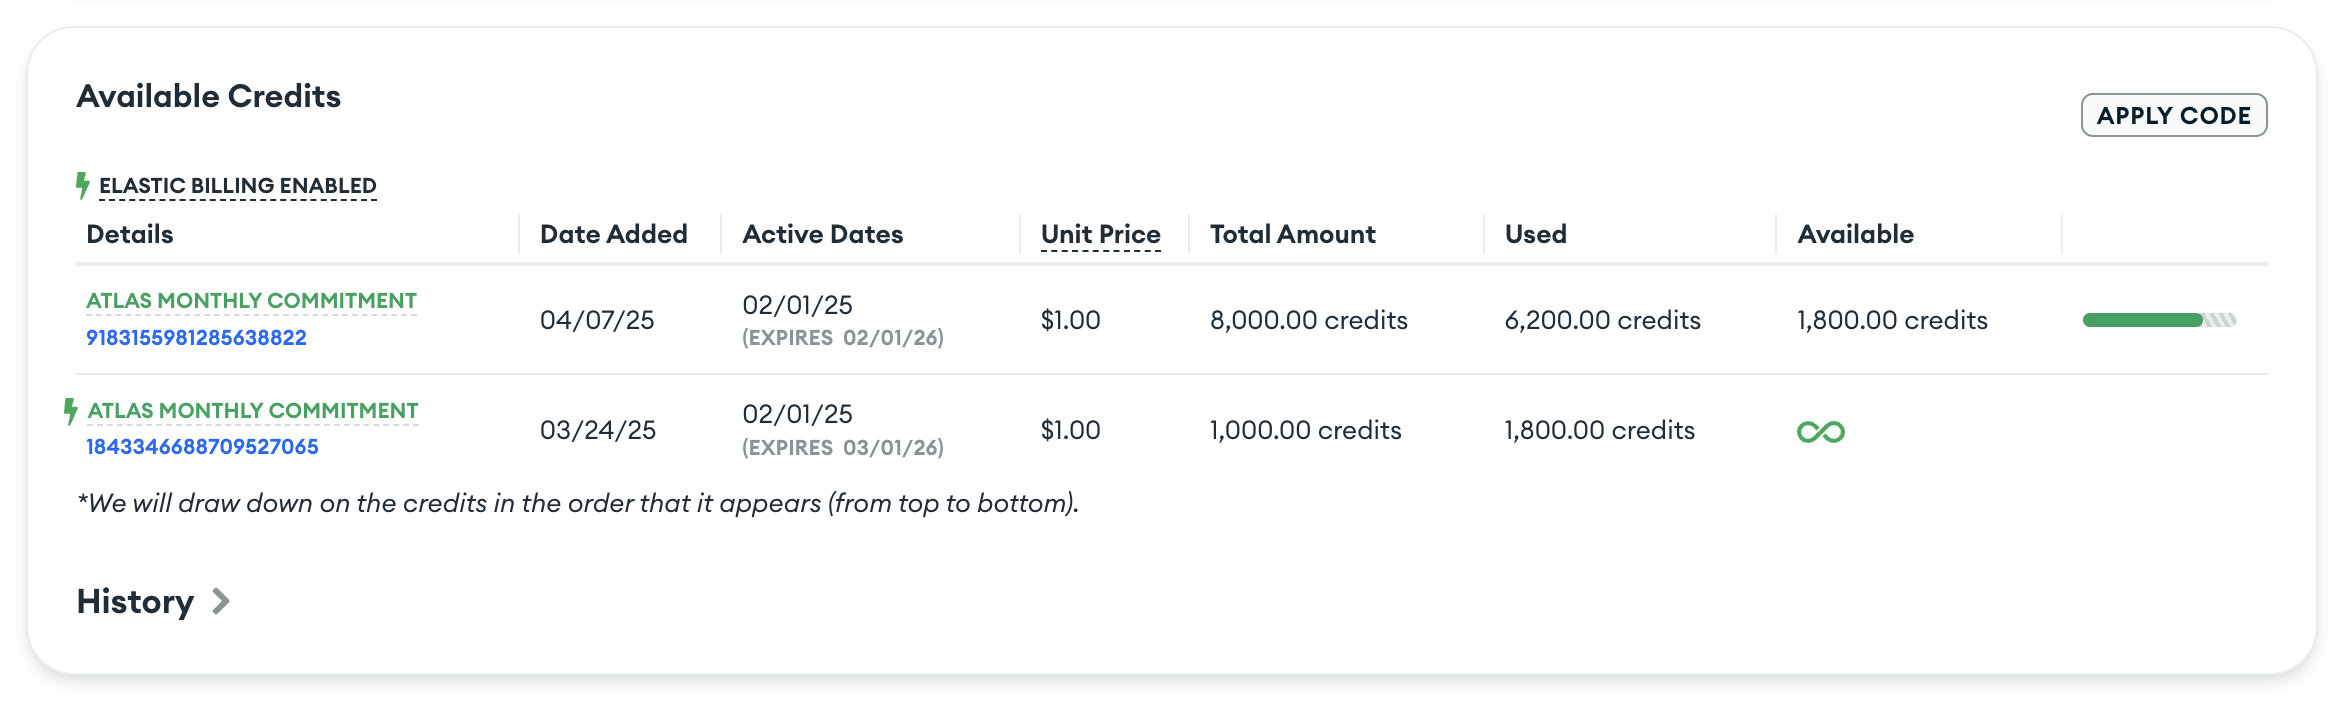 Available Credits
APPLY CODE
ELASTIC BILLING ENABLED
Details Date Added Active Dates Unit Price Total Amount Used Available
ATLAS MONTHLY COMMITMENT
9183155981285638822
04/07/25
02/01/25
(EXPIRES 02/01/26)
$1.00
8,000.00 credits
6,200.00 credits
1,800.00 credits
ATLAS MONTHLY COMMITMENT
1843346688709527065
03/24/25
02/01/25
(EXPIRES 03/01/26)
$1.00
1,000.00 credits
1,800.00 credits
*We will draw down on the credits in the order that it appears (from top to bottom).
History